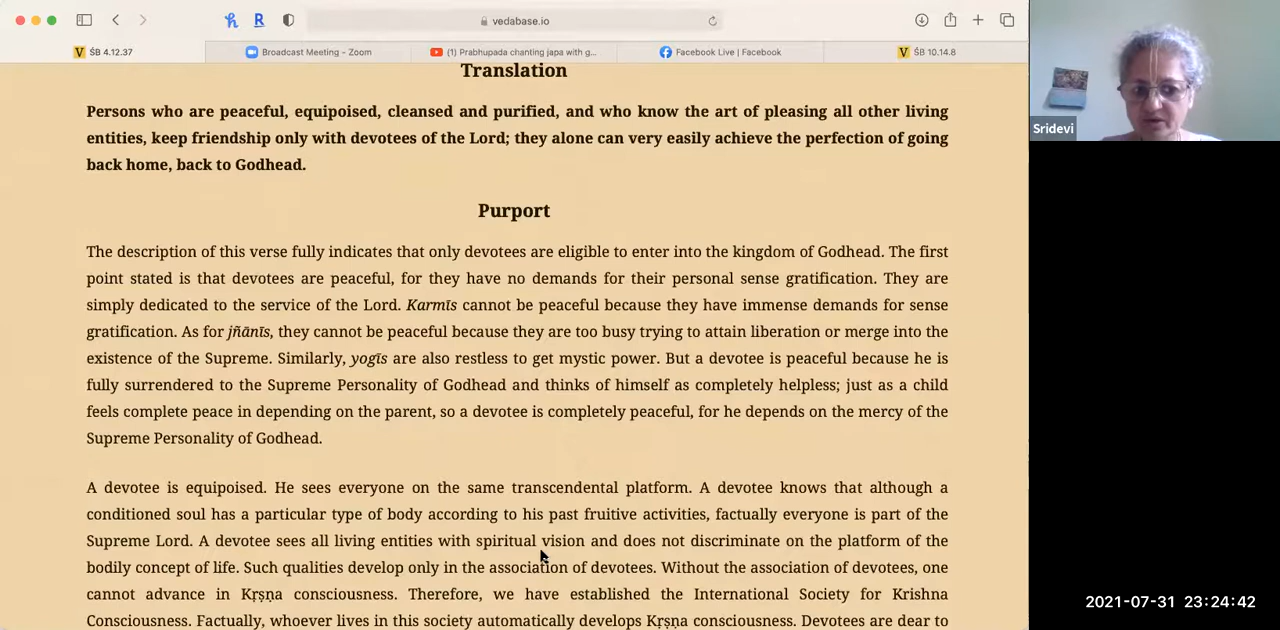 vedabase.io
ŚB 4.12.37
Broadcast Meeting - Zoom
(1) Prabhupada chanting japa with g...
Facebook Live | Facebook
ŚB 10.14.8
Translation
Persons who are peaceful, equipoised, cleansed and purified, and who know the art of pleasing all other living
entities, keep friendship only with devotees of the Lord; they alone can very easily achieve the perfection of going
back home, back to Godhead.
Purport
The description of this verse fully indicates that only devotees are eligible to enter into the kingdom of Godhead. The first
point stated is that devotees are peaceful, for they have no demands for their personal sense gratification. They are
simply dedicated to the service of the Lord. Karmīs cannot be peaceful because they have immense demands for sense
gratification. As for jñānīs, they cannot be peaceful because they are too busy trying to attain liberation or merge into the
existence of the Supreme. Similarly, yogīs are also restless to get mystic power. But a devotee is peaceful because he is
fully surrendered to the Supreme Personality of Godhead and thinks of himself as completely helpless; just as a child
feels complete peace in depending on the parent, so a devotee is completely peaceful, for he depends on the mercy of the
Supreme Personality of Godhead.
A devotee is equipoised. He sees everyone on the same transcendental platform. A devotee knows that although a
conditioned soul has a particular type of body according to his past fruitive activities, factually everyone is part of the
Supreme Lord. A devotee sees all living entities with spiritual vision and does not discriminate on the platform of the
bodily concept of life. Such qualities develop only in the association of devotees. Without the association of devotees, one
cannot advance in Kṛṣṇa consciousness. Therefore, we have established the International Society for Krishna
Consciousness. Factually, whoever lives in this society automatically develops Kṛṣṇa consciousness. Devotees are dear to
Sridevi
2021-07-31 23:24:42